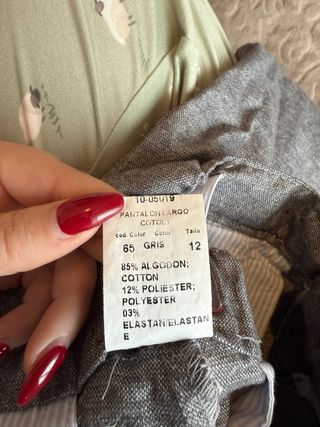 10-05019
PANTALON LARGO
COTOLY
cod. Color Color Talla
65 GRIS 12
85% ALGODON;
COTTON
12% POLIESTER;
POLYESTER
03%
ELASTAN/ELASTAN
E